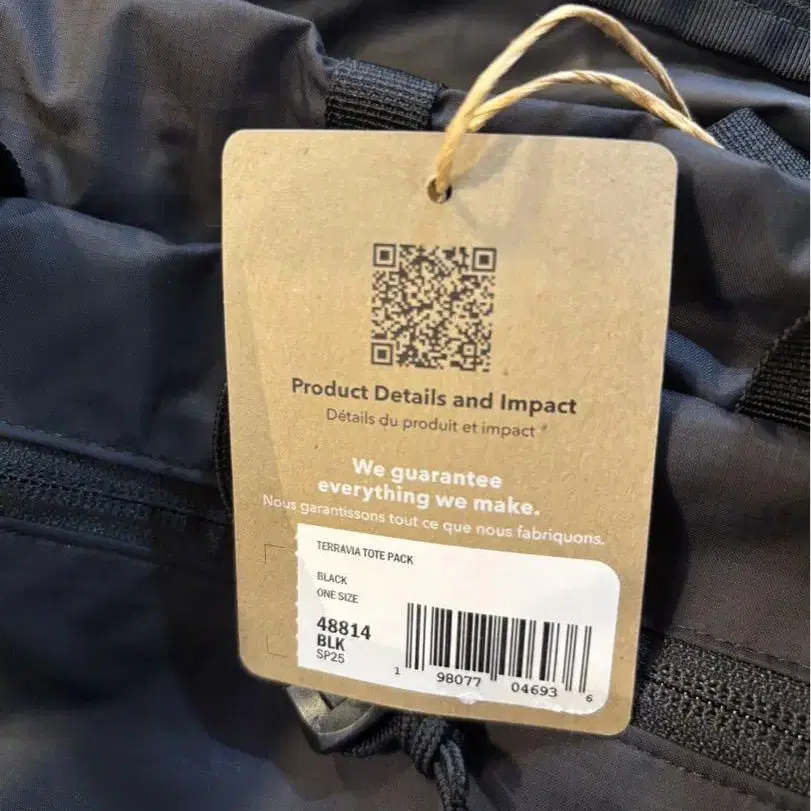 Product Details and Impact
Détails du produit et impact *
We guarantee
everything we make.
Nous garantissons tout ce que nous fabriquons.
TERRAVIA TOTE PACK
BLACK
ONE SIZE
48814
BLK
SP25
1 98077 04693 6